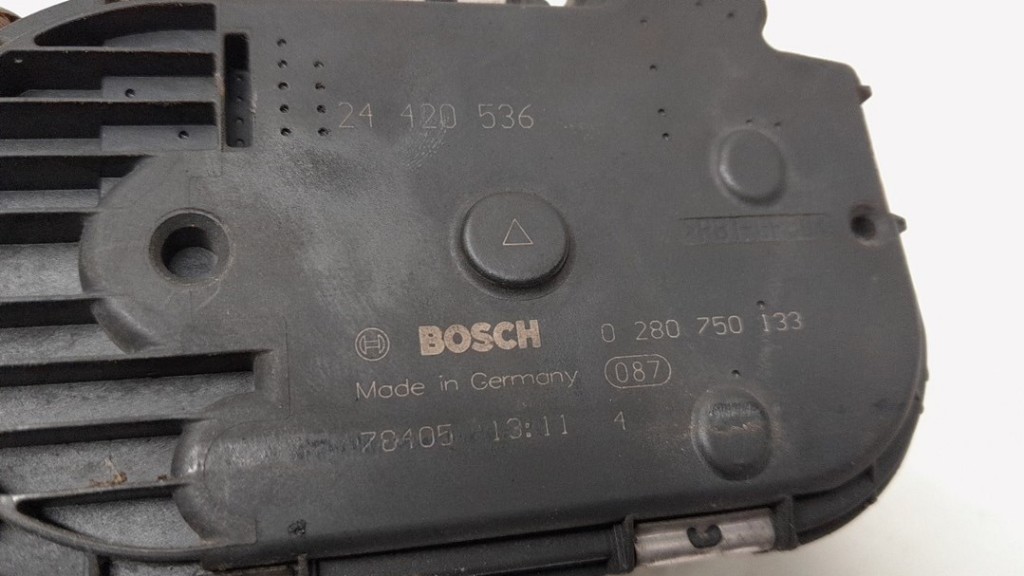 24 420 536
BOSCH 0 280 750 133
Made in Germany 087
78405 13:11 4